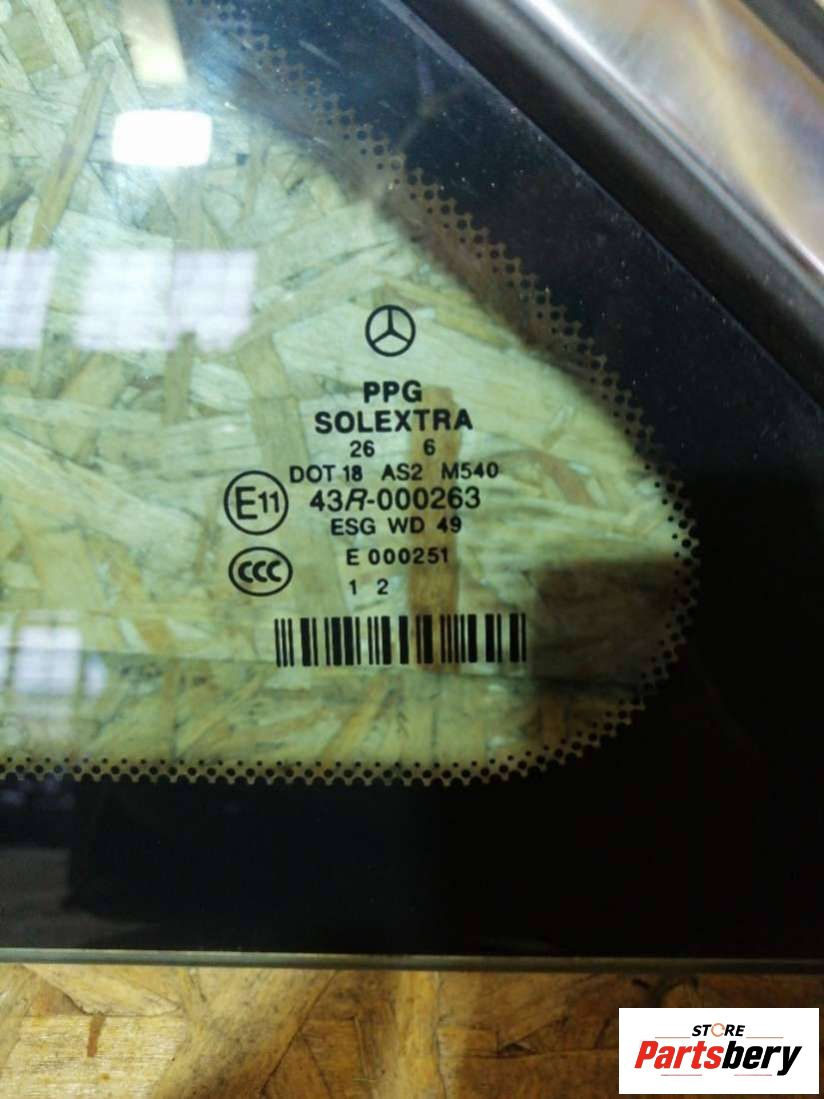 PPG
SOLEXTRA
26 6
DOT 18 AS2 M540
E11 43R-000263
ESG WD 49
CCC E 000251
1 2
STORE
Partsbery